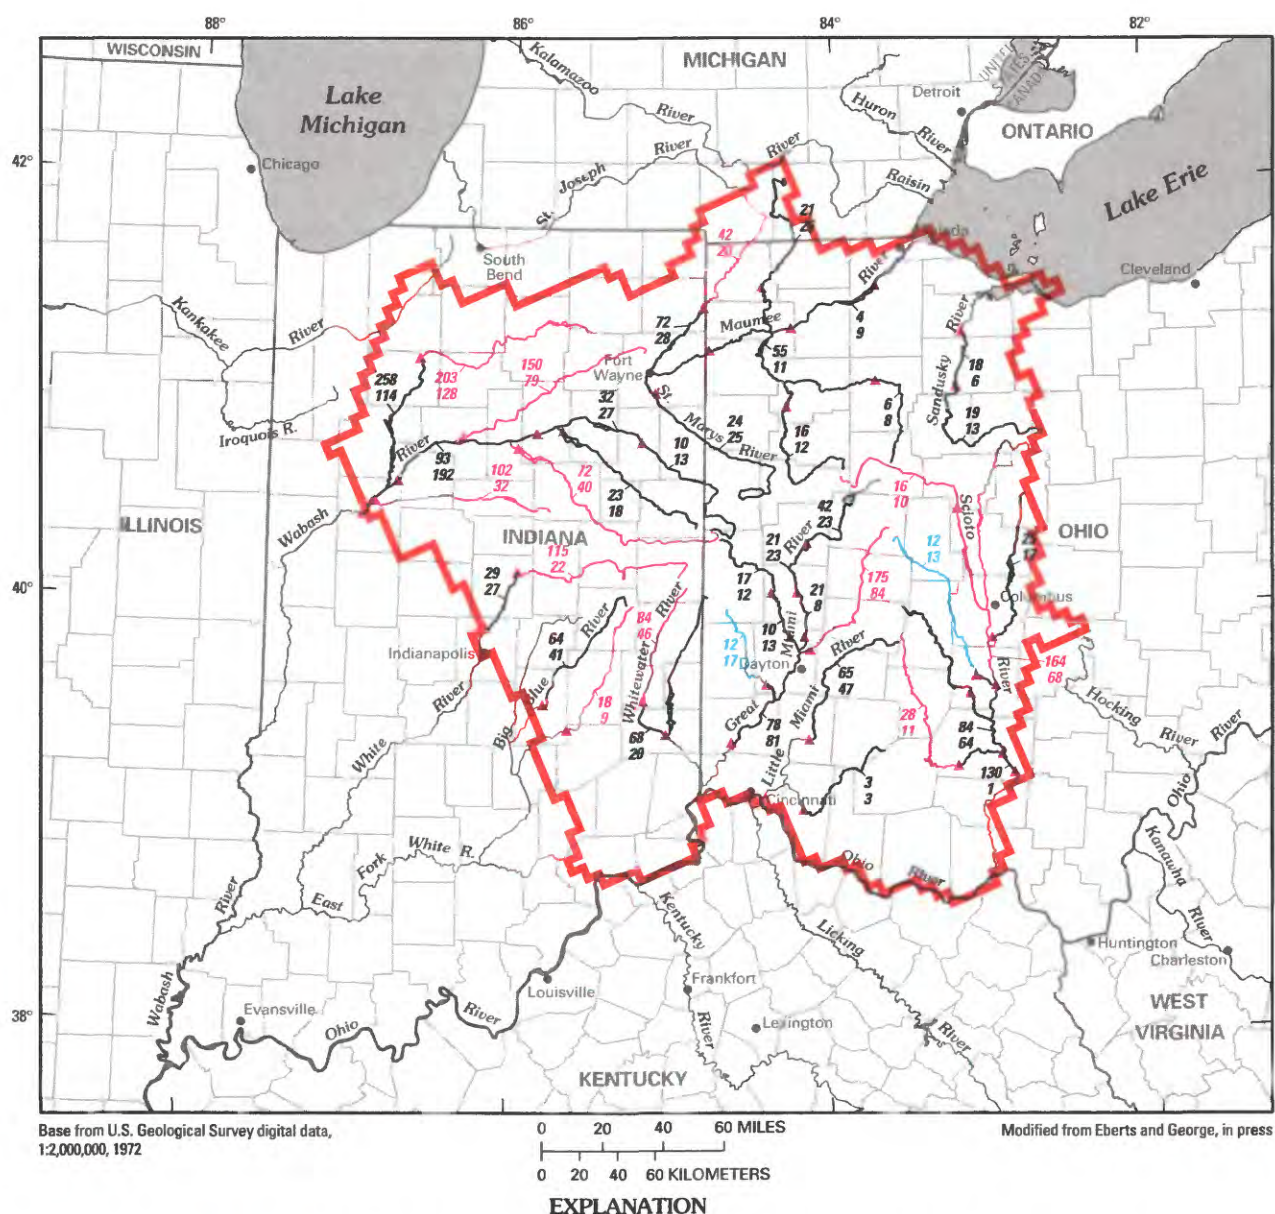 88°
86°
84°
82°
WISCONSIN
Kalamazoo
MICHIGAN
UNITED
STATES
CANADA
Lake
Michigan
River
Huron
River
Detroit
ONTARIO
42°
Chicago
River
River
Raisin
Lake Erie
St.
Joseph
21
42
20
South
Bend
River
Cleveland
Kankakee
River
72
28
Maumee
4
9
River
Sandusky
18
6
258
114
203
128
150
79
Fort
Wayne
55
11
St.
Marys
River
32
27
24
25
6
8
19
13
Iroquois R.
River
93
192
10
13
16
12
102
32
72
40
16
10
Scioto
ILLINOIS
Wabash
23
18
42
23
INDIANA
River
OHIO
21
23
12
13
25
17
115
22
40°
29
27
17
12
21
8
175
84
Columbus
River
84
46
River
64
41
10
13
Miami
12
17
River
Indianapolis
Dayton
65
47
River
164
68
River
Blue
Whitewater
18
9
Great
Miami
Hocking
River
Big
68
20
78
81
28
11
84
64
River
White
River
Little
3
3
130
1
Ohio
Cincinnati
Fork
White R.
Ohio
River
Kanawha
River
East
River
Kentucky
Licking
River
Huntington
Charleston
Louisville
Frankfort
Wabash
Evansville
River
WEST
VIRGINIA
38°
Ohio
Lexington
River
River
KENTUCKY
Base from U.S. Geological Survey digital data,
1:2,000,000, 1972
0 20 40 60 MILES
0 20 40 60 KILOMETERS
Modified from Eberts and George, in press
EXPLANATION